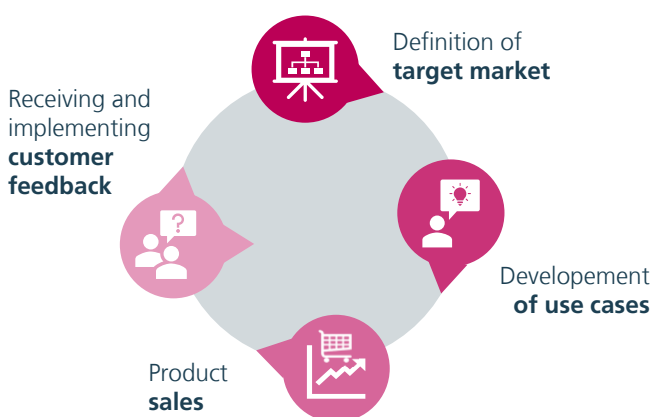 Definition of
target market
Receiving and
implementing
customer
feedback
?
Developement
of use cases
Product
sales